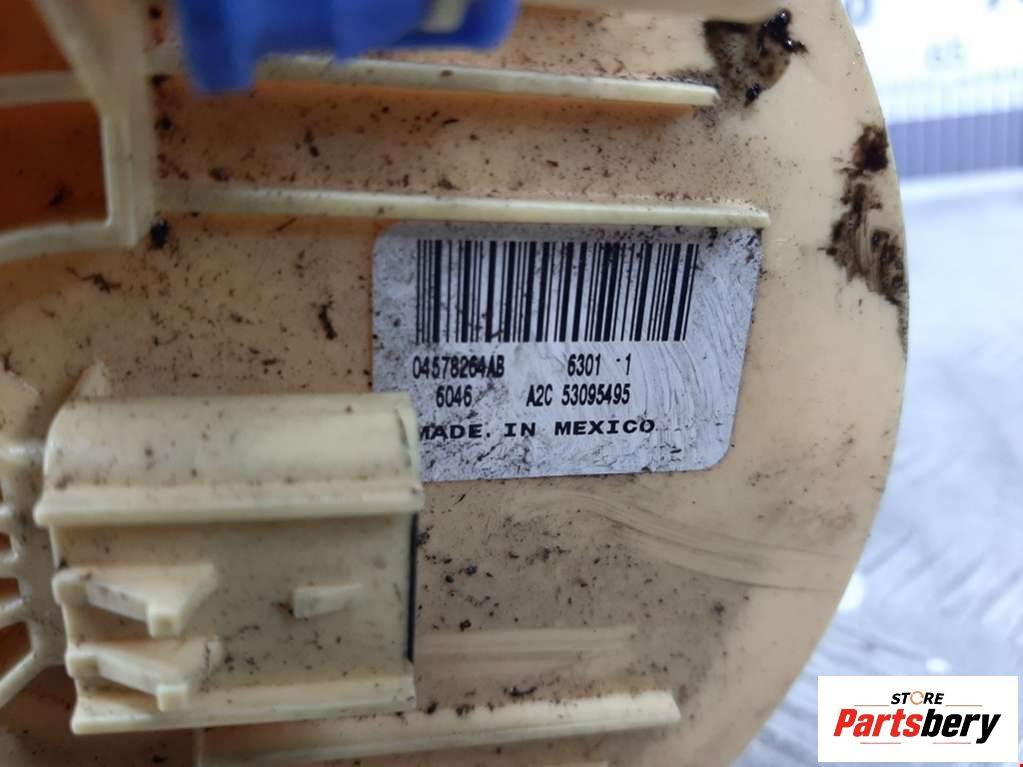 04578264AB 6301 1
6046 A2C 53095495
MADE IN MEXICO
STORE
Partsbery